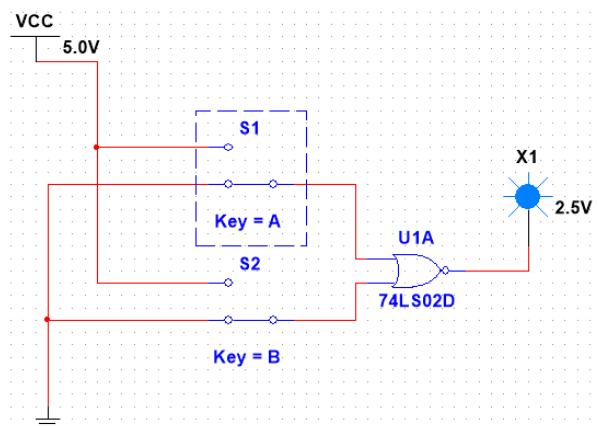 VCC
5.0V
S1
Key = A
X1
2.5V
U1A
74LS02D
S2
Key = B